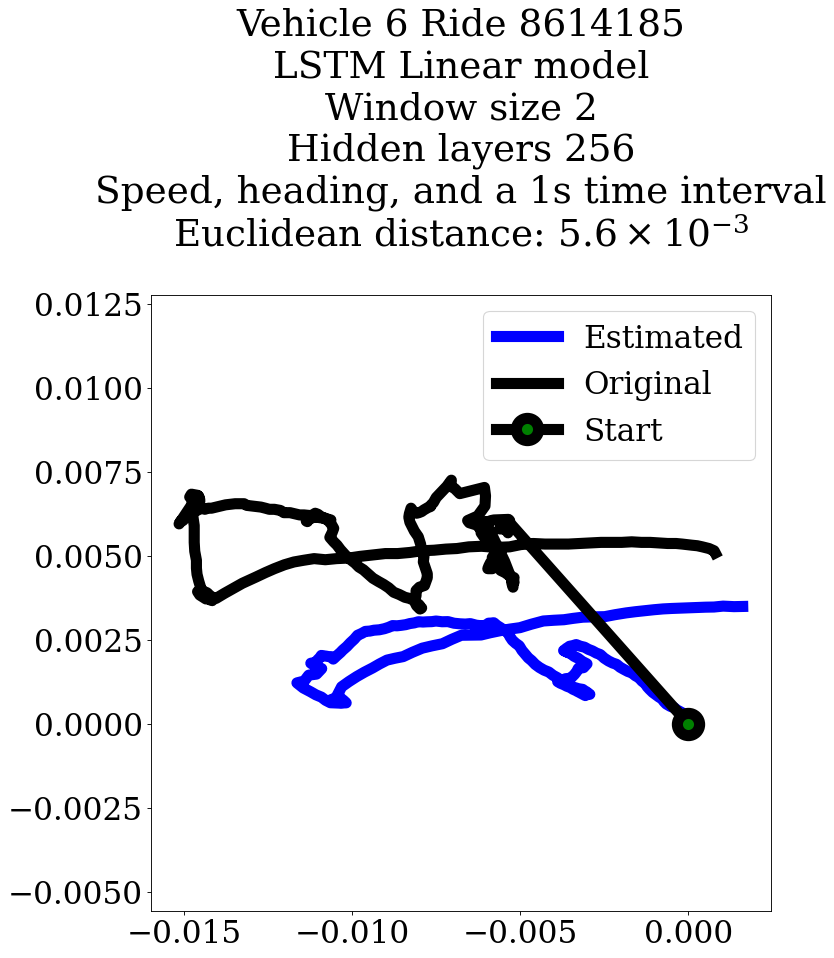 Vehicle 6 Ride 8614185
LSTM Linear model
Window size 2
Hidden layers 256
Speed, heading, and a 1s time interval
Euclidean distance: 5.6 × 10⁻³
0.0125
0.0100
0.0075
0.0050
0.0025
0.0000
−0.0025
−0.0050
Estimated
Original
Start
−0.015 −0.010 −0.005 0.000